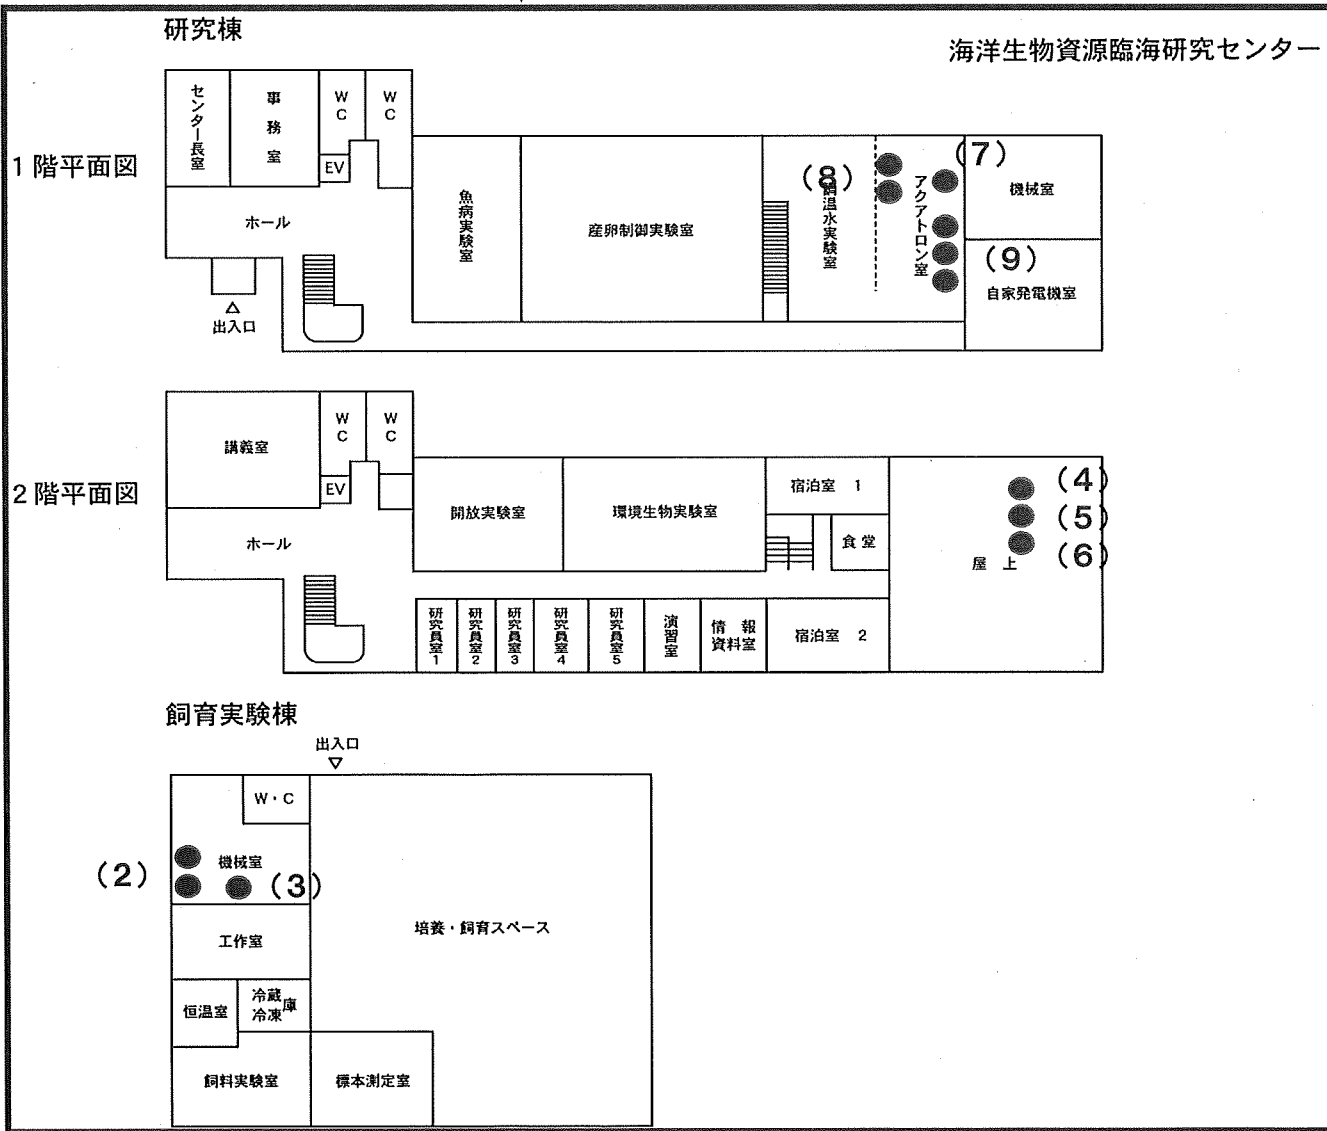 研究棟
海洋生物資源臨海研究センター
1階平面図
センター長室
事務室
WC
WC
EV
ホール
△
出入口
魚病実験室
産卵制御実験室
(8)
調温水実験室
アクアトロン室
(7)
機械室
(9)
自家発電機室
2階平面図
講義室
WC
WC
EV
ホール
開放実験室
環境生物実験室
宿泊室 1
食堂
屋上
(4)
(5)
(6)
研究員室1
研究員室2
研究員室3
研究員室4
研究員室5
演習室
情報
資料室
宿泊室 2
飼育実験棟
出入口
▽
W・C
機械室
(2)
(3)
工作室
恒温室
冷蔵
冷凍庫
培養・飼育スペース
飼料実験室
標本測定室